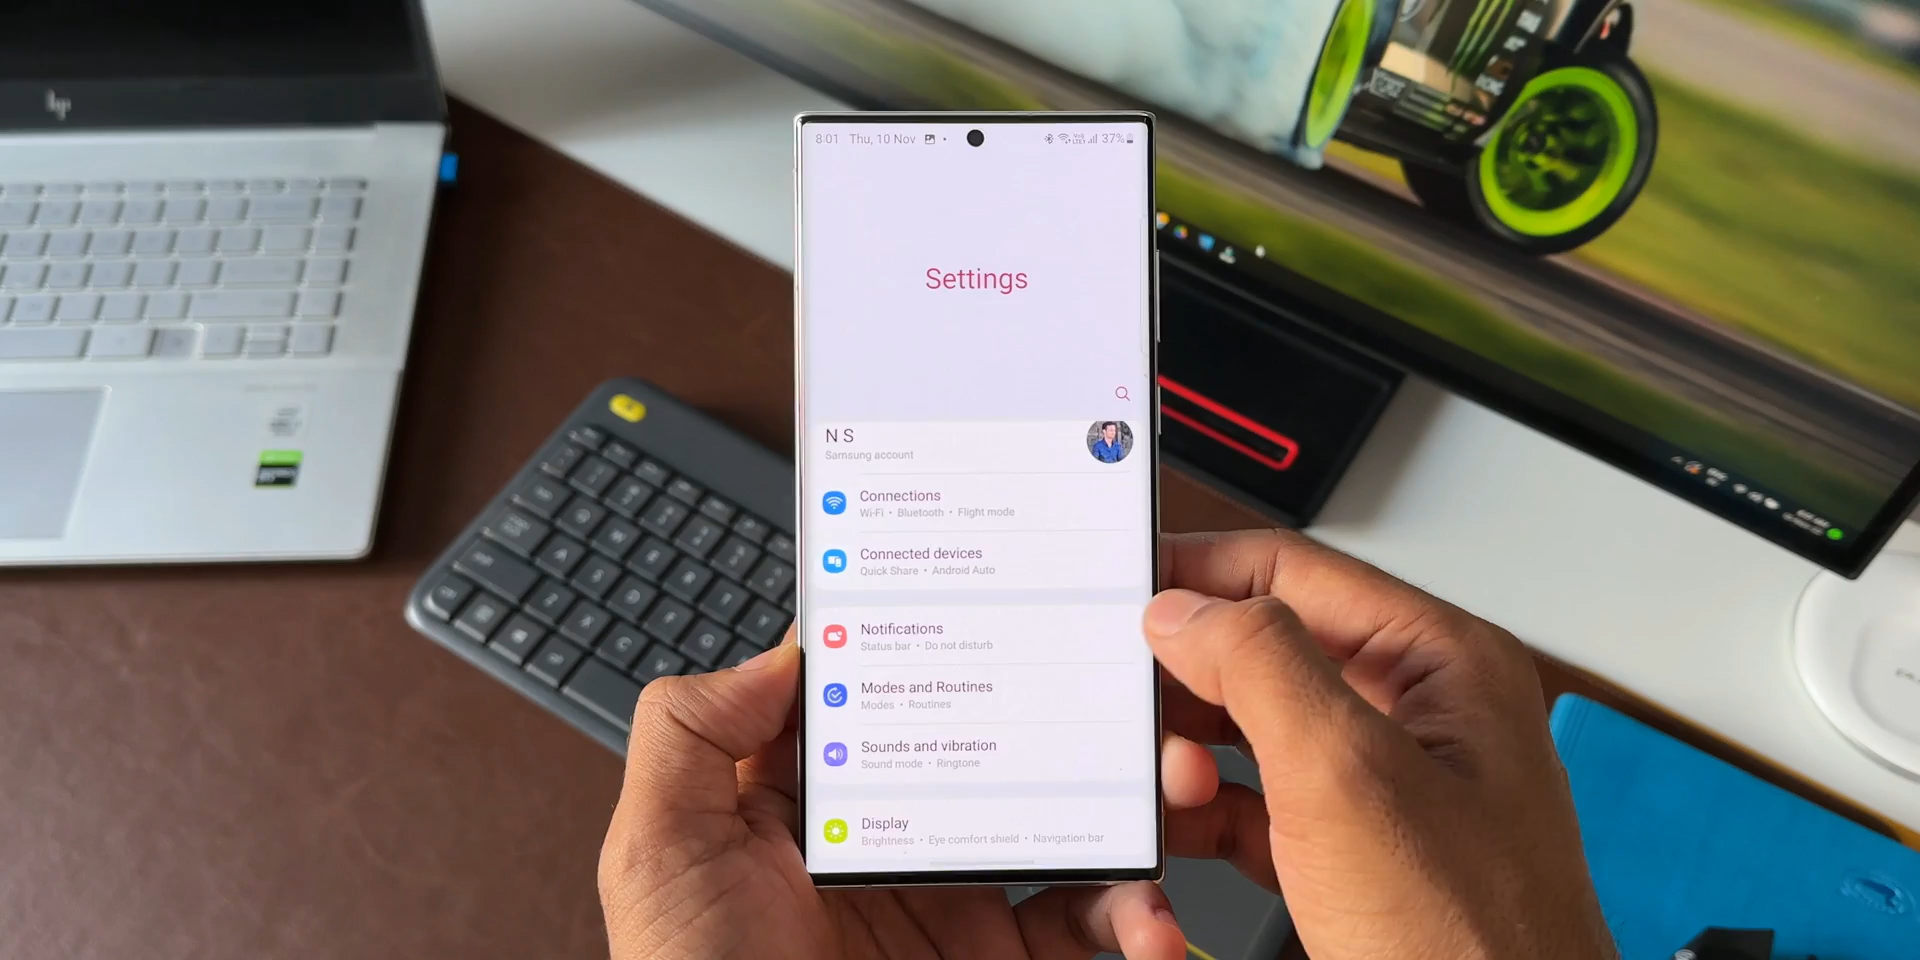 hp
8:01 Thu, 10 Nov
37%
Settings
N S
Samsung account
Connections
Wi-Fi • Bluetooth • Flight mode
Connected devices
Quick Share • Android Auto
Notifications
Status bar • Do not disturb
Modes and Routines
Modes • Routines
Sounds and vibration
Sound mode • Ringtone
Display
Brightness • Eye comfort shield • Navigation bar